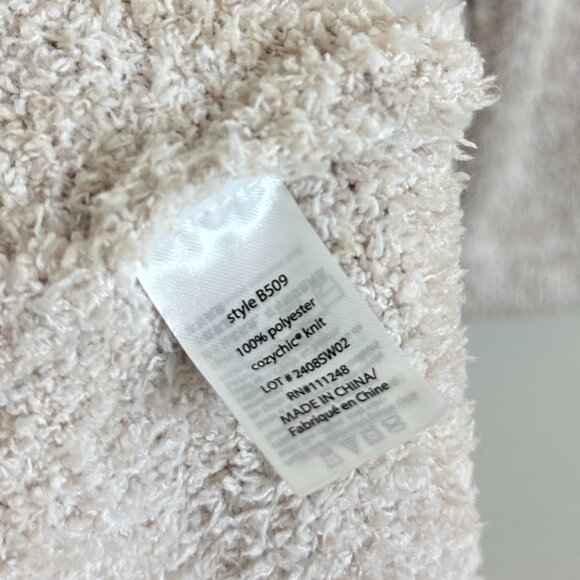 style B509
100% polyester
cozychic® knit
LOT # 2408SW02
RN#111248
MADE IN CHINA/
Fabriqué en Chine